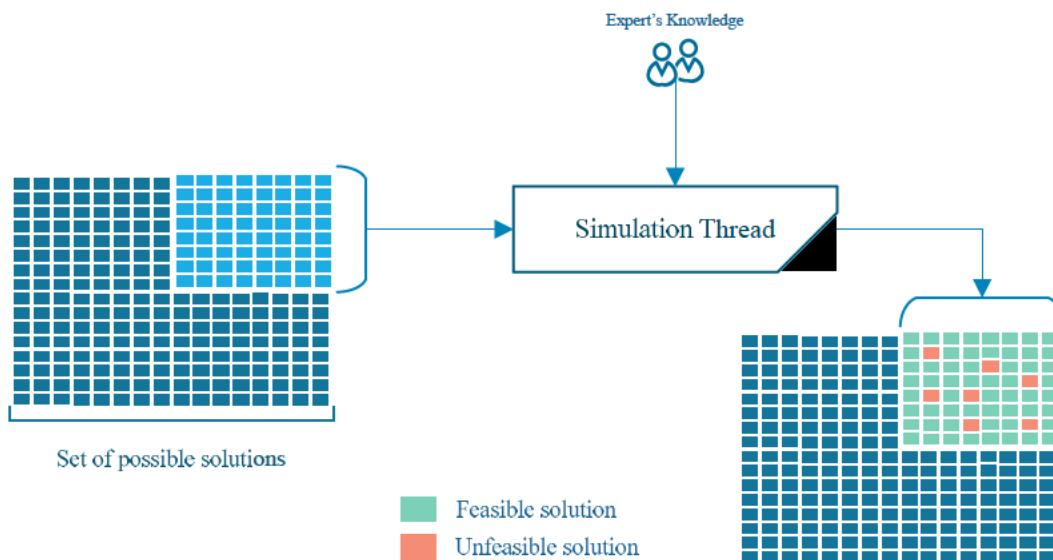 Expert's Knowledge
Simulation Thread
Set of possible solutions
Feasible solution
Unfeasible solution